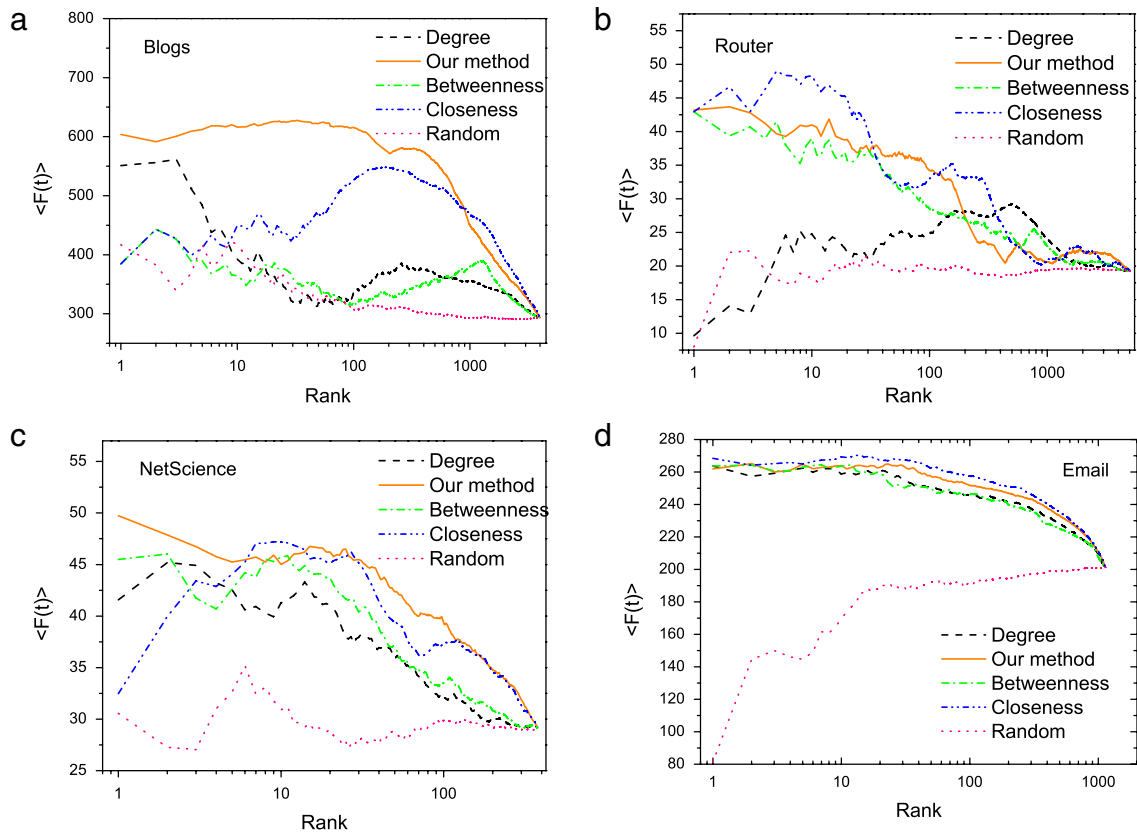 a
Blogs
Degree
Our method
Betweenness
Closeness
Random
800
700
600
500
400
300
<F(t)>
1
10
100
1000
Rank
b
Router
Degree
Our method
Betweenness
Closeness
Random
55
50
45
40
35
30
25
20
15
10
<F(t)>
1
10
100
1000
Rank
c
NetScience
Degree
Our method
Betweenness
Closeness
Random
55
50
45
40
35
30
25
<F(t)>
1
10
100
Rank
d
Email
280
260
240
220
200
180
160
140
120
100
80
<F(t)>
Degree
Our method
Betweenness
Closeness
Random
1
10
100
1000
Rank